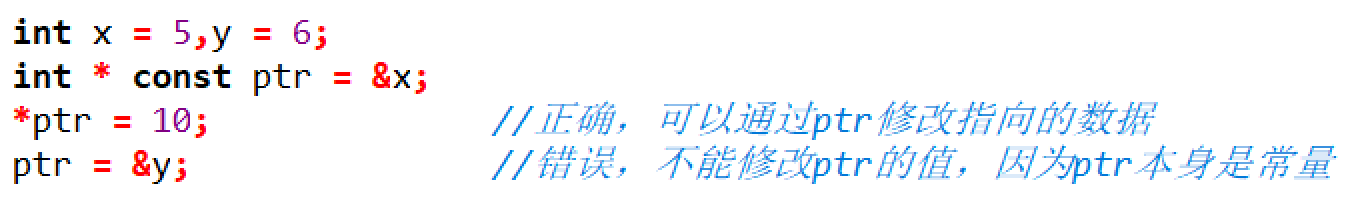 int x = 5,y = 6;
int * const ptr = &x;
*ptr = 10; //正确，可以通过ptr修改指向的数据
ptr = &y; //错误，不能修改ptr的值，因为ptr本身是常量